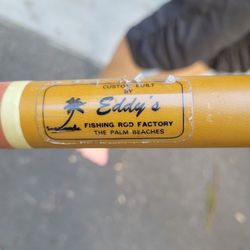 CUSTOM BUILT
BY
Eddy's
FISHING ROD FACTORY
THE PALM BEACHES